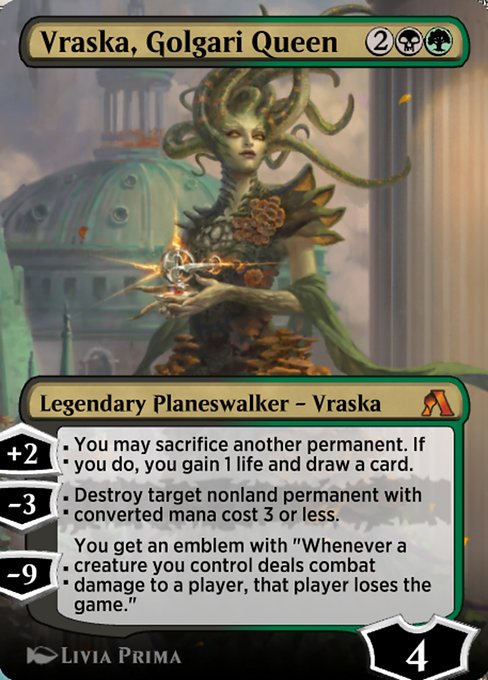 Vraska, Golgari Queen 2
Legendary Planeswalker – Vraska
+2 You may sacrifice another permanent. If
you do, you gain 1 life and draw a card.
–3 Destroy target nonland permanent with
converted mana cost 3 or less.
You get an emblem with "Whenever a
–9 creature you control deals combat
damage to a player, that player loses the
game."
Livia Prima
4